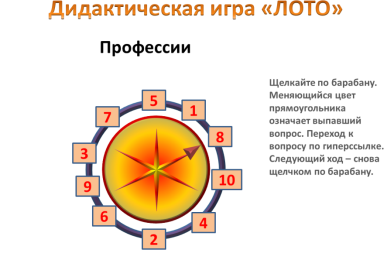 Дидактическая игра «ЛОТО»
Профессии
Щелкайте по барабану.
Меняющийся цвет
прямоугольника
означает выпавший
вопрос. Переход к
вопросу по гиперссылке.
Следующий ход – снова
щелчком по барабану.
5
1
7
8
3
10
9
6
4
2